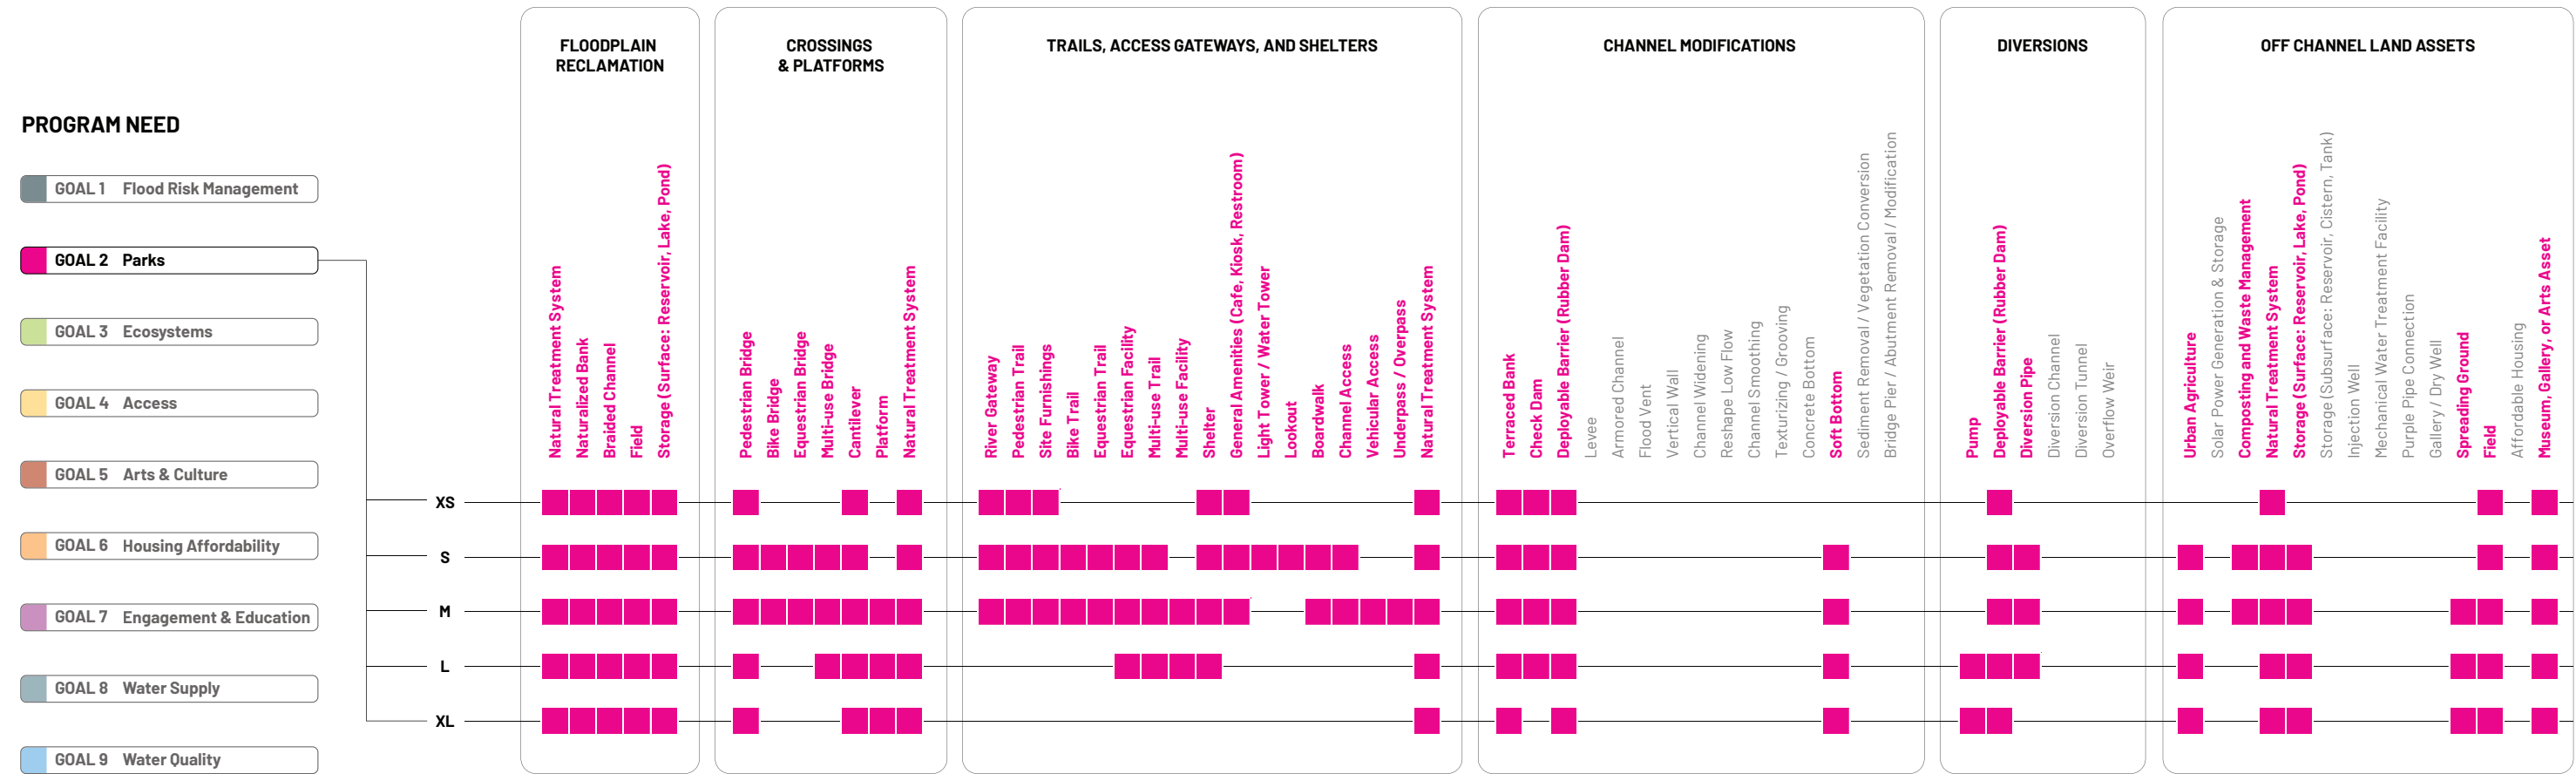 FLOODPLAIN
RECLAMATION
CROSSINGS
& PLATFORMS
TRAILS, ACCESS GATEWAYS, AND SHELTERS
CHANNEL MODIFICATIONS
DIVERSIONS
OFF CHANNEL LAND ASSETS
PROGRAM NEED
GOAL 1 Flood Risk Management
GOAL 2 Parks
GOAL 3 Ecosystems
GOAL 4 Access
GOAL 5 Arts & Culture
GOAL 6 Housing Affordability
GOAL 7 Engagement & Education
GOAL 8 Water Supply
GOAL 9 Water Quality
Natural Treatment System
Naturalized Bank
Braided Channel
Field
Storage (Surface: Reservoir, Lake, Pond)
Pedestrian Bridge
Bike Bridge
Equestrian Bridge
Multi-use Bridge
Cantilever
Platform
Natural Treatment System
River Gateway
Pedestrian Trail
Site Furnishings
Bike Trail
Equestrian Trail
Equestrian Facility
Multi-use Trail
Multi-use Facility
Shelter
General Amenities (Cafe, Kiosk, Restroom)
Light Tower / Water Tower
Lookout
Boardwalk
Channel Access
Vehicular Access
Underpass / Overpass
Natural Treatment System
Terraced Bank
Check Dam
Deployable Barrier (Rubber Dam)
Levee
Armored Channel
Flood Vent
Vertical Wall
Channel Widening
Reshape Low Flow
Channel Smoothing
Texturizing / Grooving
Concrete Bottom
Soft Bottom
Sediment Removal / Vegetation Conversion
Bridge Pier / Abutment Removal / Modification
Pump
Deployable Barrier (Rubber Dam)
Diversion Pipe
Diversion Channel
Diversion Tunnel
Overflow Weir
Urban Agriculture
Solar Power Generation & Storage
Composting and Waste Management
Natural Treatment System
Storage (Surface: Reservoir, Lake, Pond)
Storage (Subsurface: Reservoir, Cistern, Tank)
Injection Well
Mechanical Water Treatment Facility
Purple Pipe Connection
Gallery / Dry Well
Spreading Ground
Field
Affordable Housing
Museum, Gallery, or Arts Asset
XS
S
M
L
XL